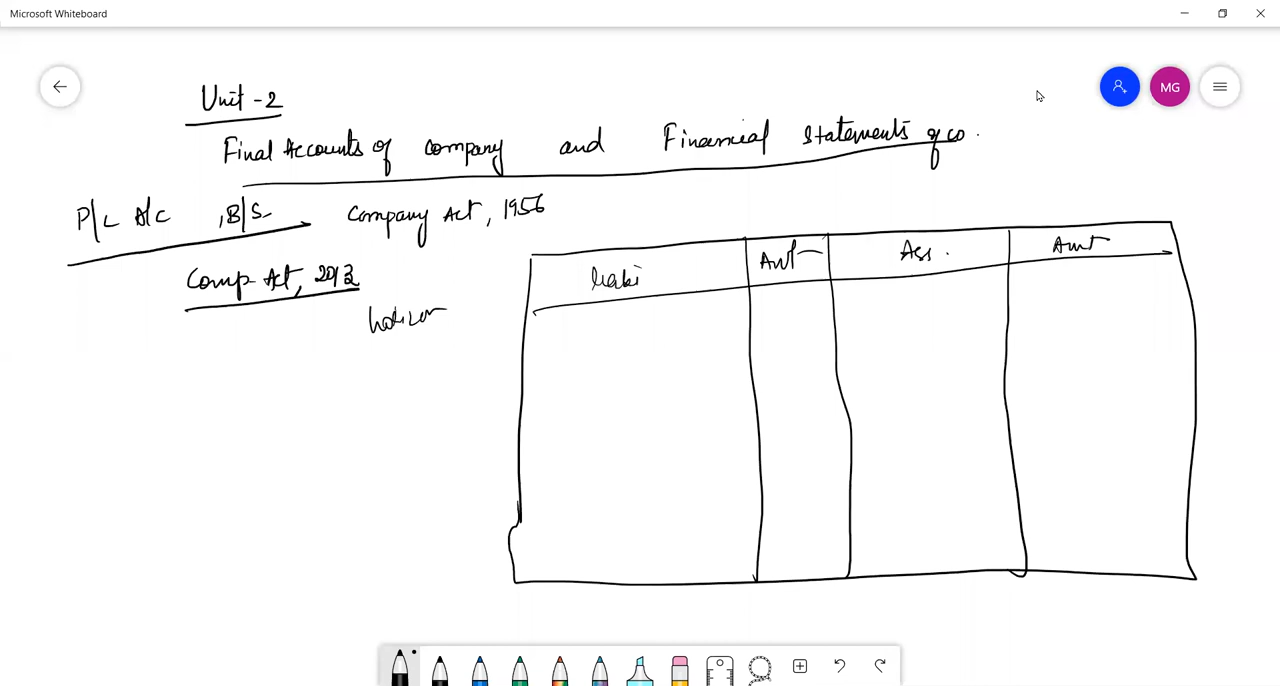 Microsoft Whiteboard
MG
Unit-2
Final Accounts of company and Financial Statements of co.
P/L A/C , B/S Company Act, 1956
Amt Ass. Amt
Liabi
Comp Act, 2013